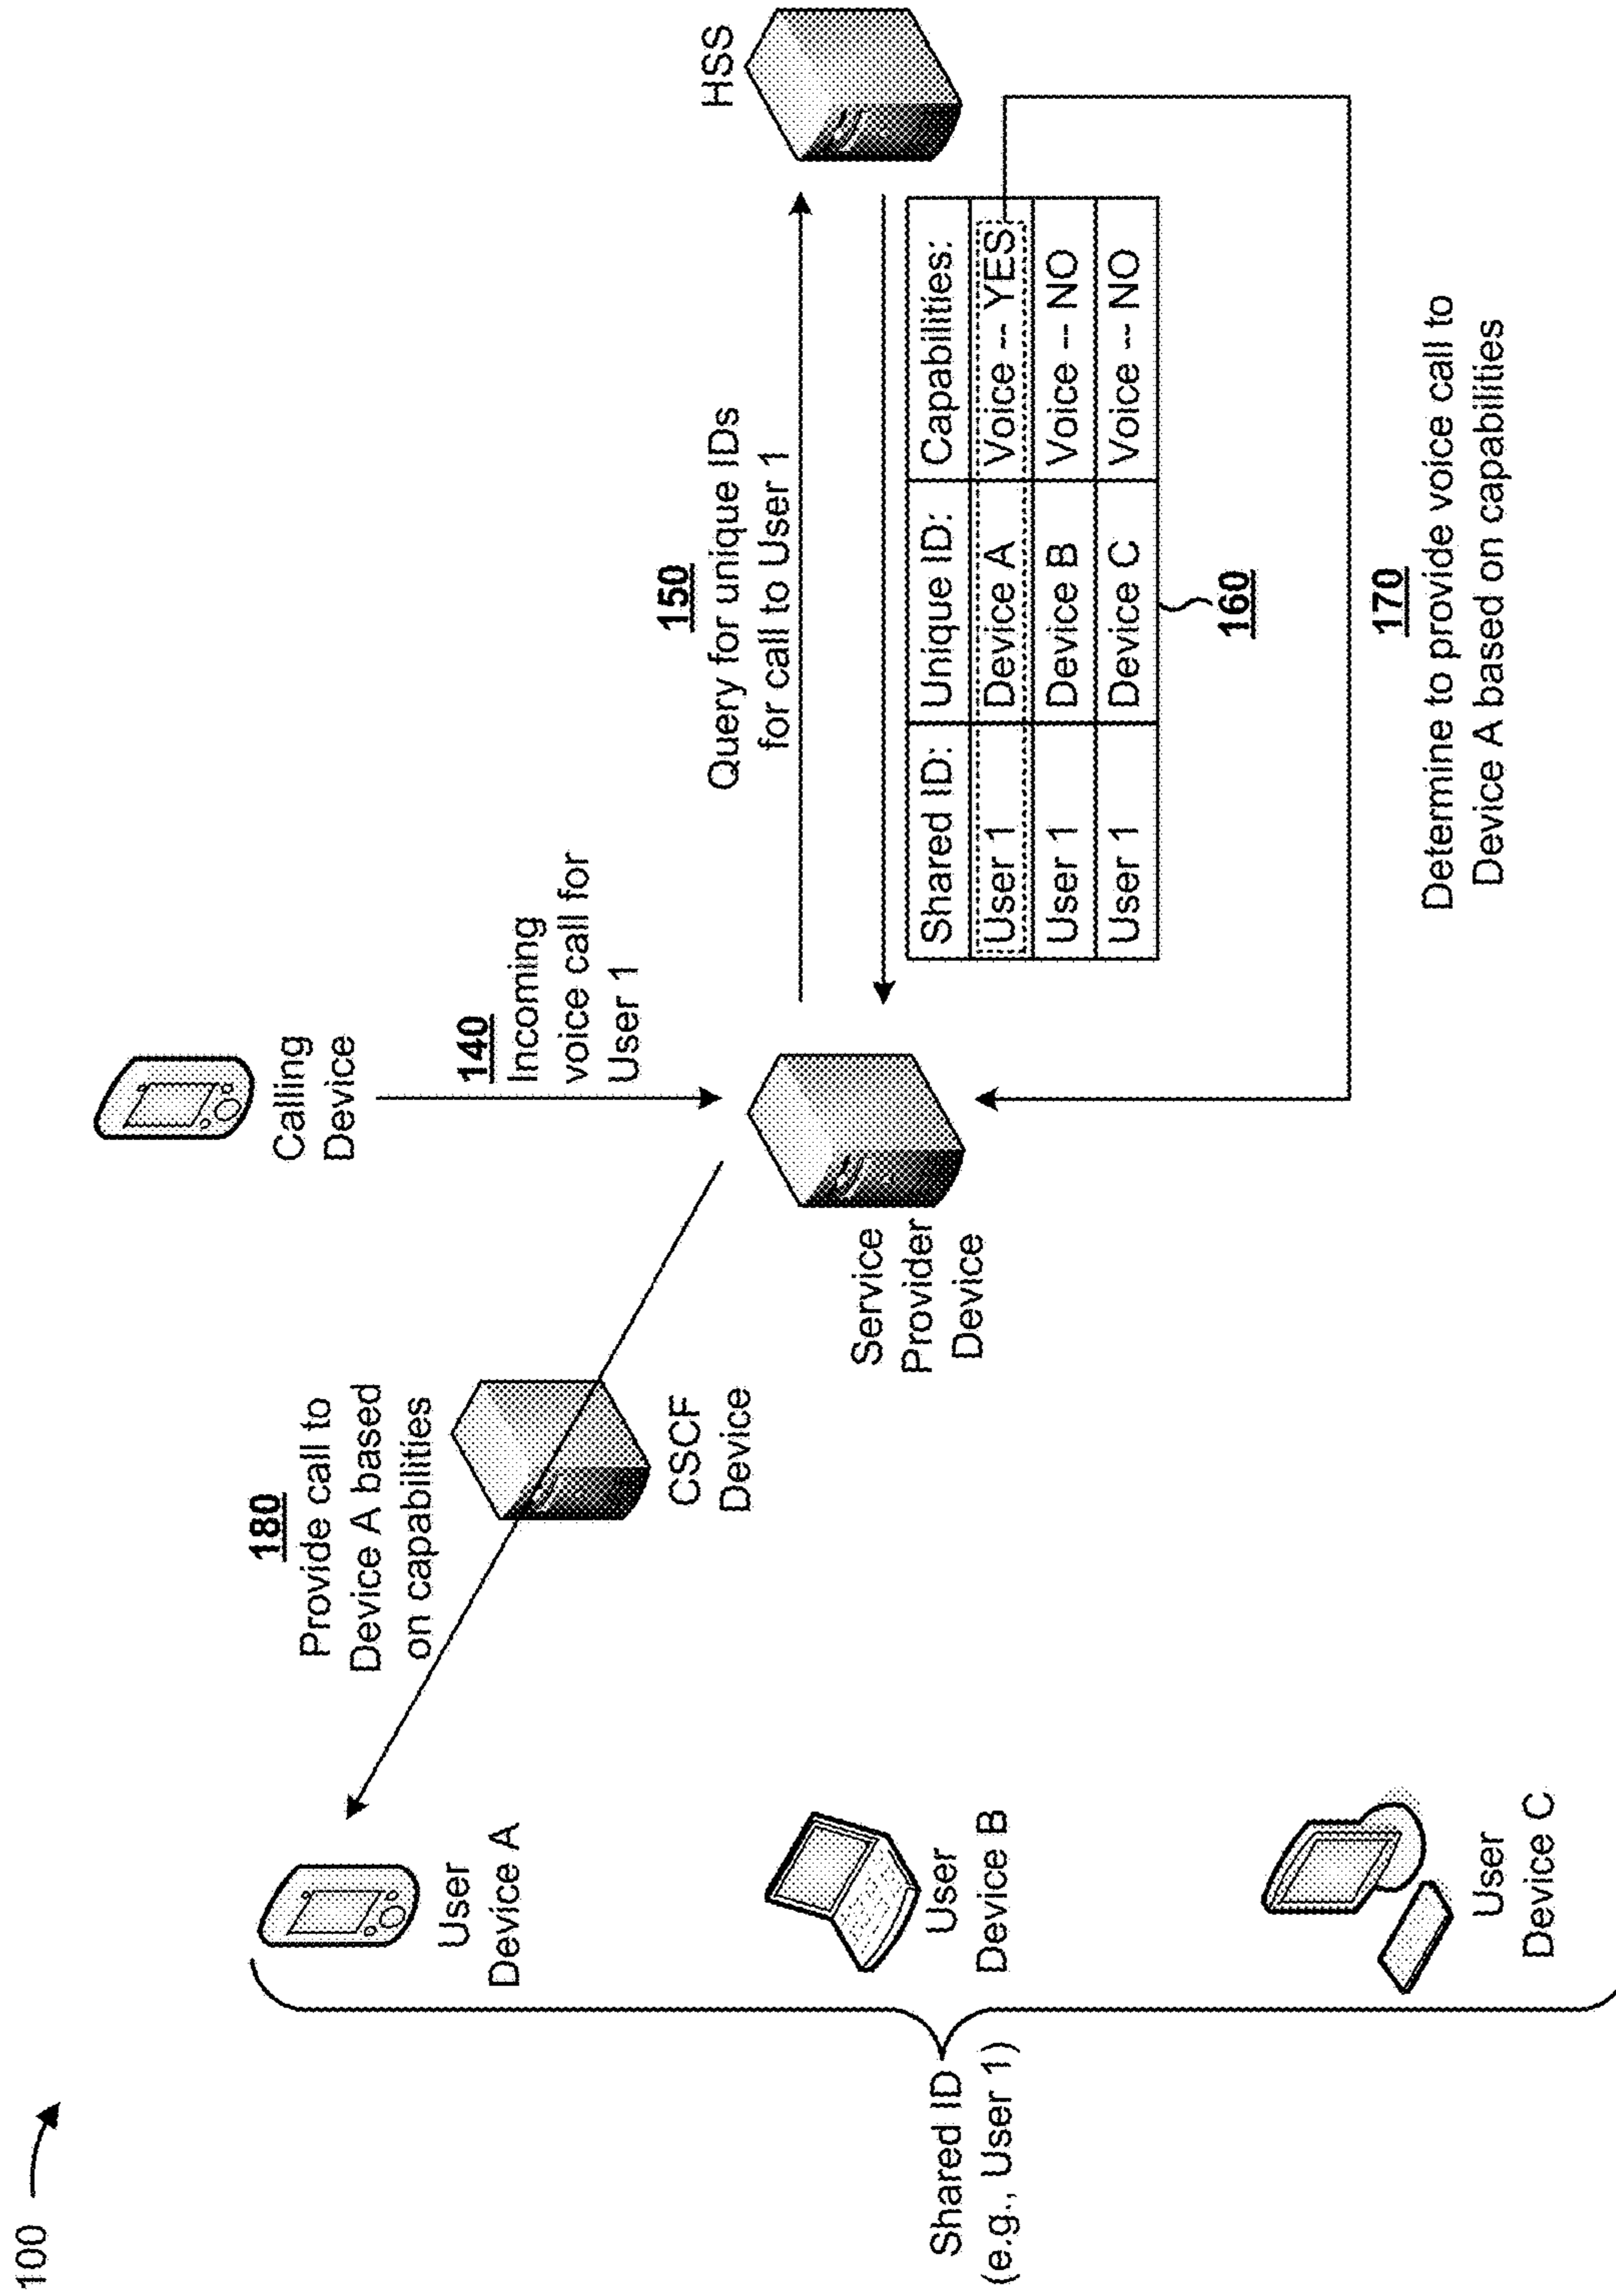 100
Calling
Device
140
Incoming
voice call for
User 1
180
Provide call to
Device A based
on capabilities
CSCF
Device
User
Device A
Shared ID
(e.g., User 1)
User
Device B
User
Device C
Service
Provider
Device
150
Query for unique IDs
for call to User 1
HSS
Shared ID: Unique ID: Capabilities:
User 1 Device A Voice -- YES
User 1 Device B Voice -- NO
User 1 Device C Voice -- NO
160
170
Determine to provide voice call to
Device A based on capabilities